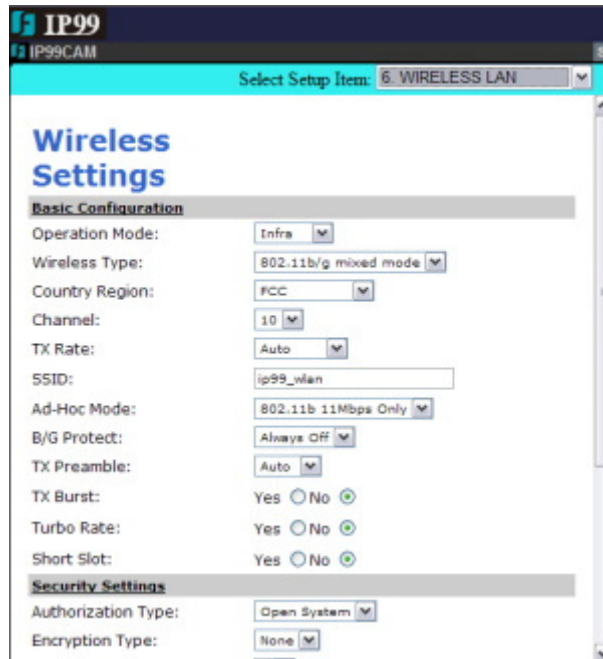 IP99
IP99CAM
Select Setup Item: 6. WIRELESS LAN
Wireless
Settings
Basic Configuration
Operation Mode: Infra
Wireless Type: 802.11b/g mixed mode
Country Region: FCC
Channel: 10
TX Rate: Auto
SSID: ip99_wlan
Ad-Hoc Mode: 802.11b 11Mbps Only
B/G Protect: Always Off
TX Preamble: Auto
TX Burst: Yes No
Turbo Rate: Yes No
Short Slot: Yes No
Security Settings
Authorization Type: Open System
Encryption Type: None